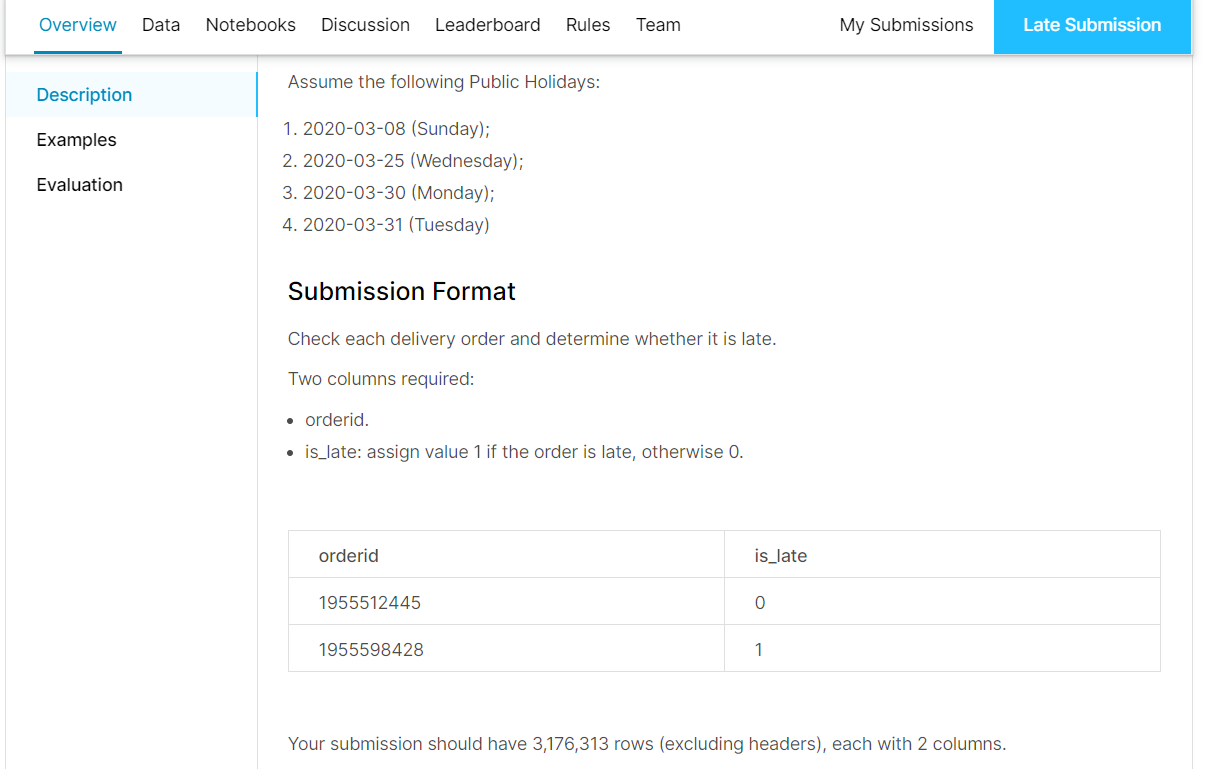 Overview Data Notebooks Discussion Leaderboard Rules Team My Submissions Late Submission
Description
Examples
Evaluation
Assume the following Public Holidays:
1. 2020-03-08 (Sunday);
2. 2020-03-25 (Wednesday);
3. 2020-03-30 (Monday);
4. 2020-03-31 (Tuesday)
Submission Format
Check each delivery order and determine whether it is late.
Two columns required:
• orderid.
• is_late: assign value 1 if the order is late, otherwise 0.
orderid is_late
1955512445 0
1955598428 1
Your submission should have 3,176,313 rows (excluding headers), each with 2 columns.